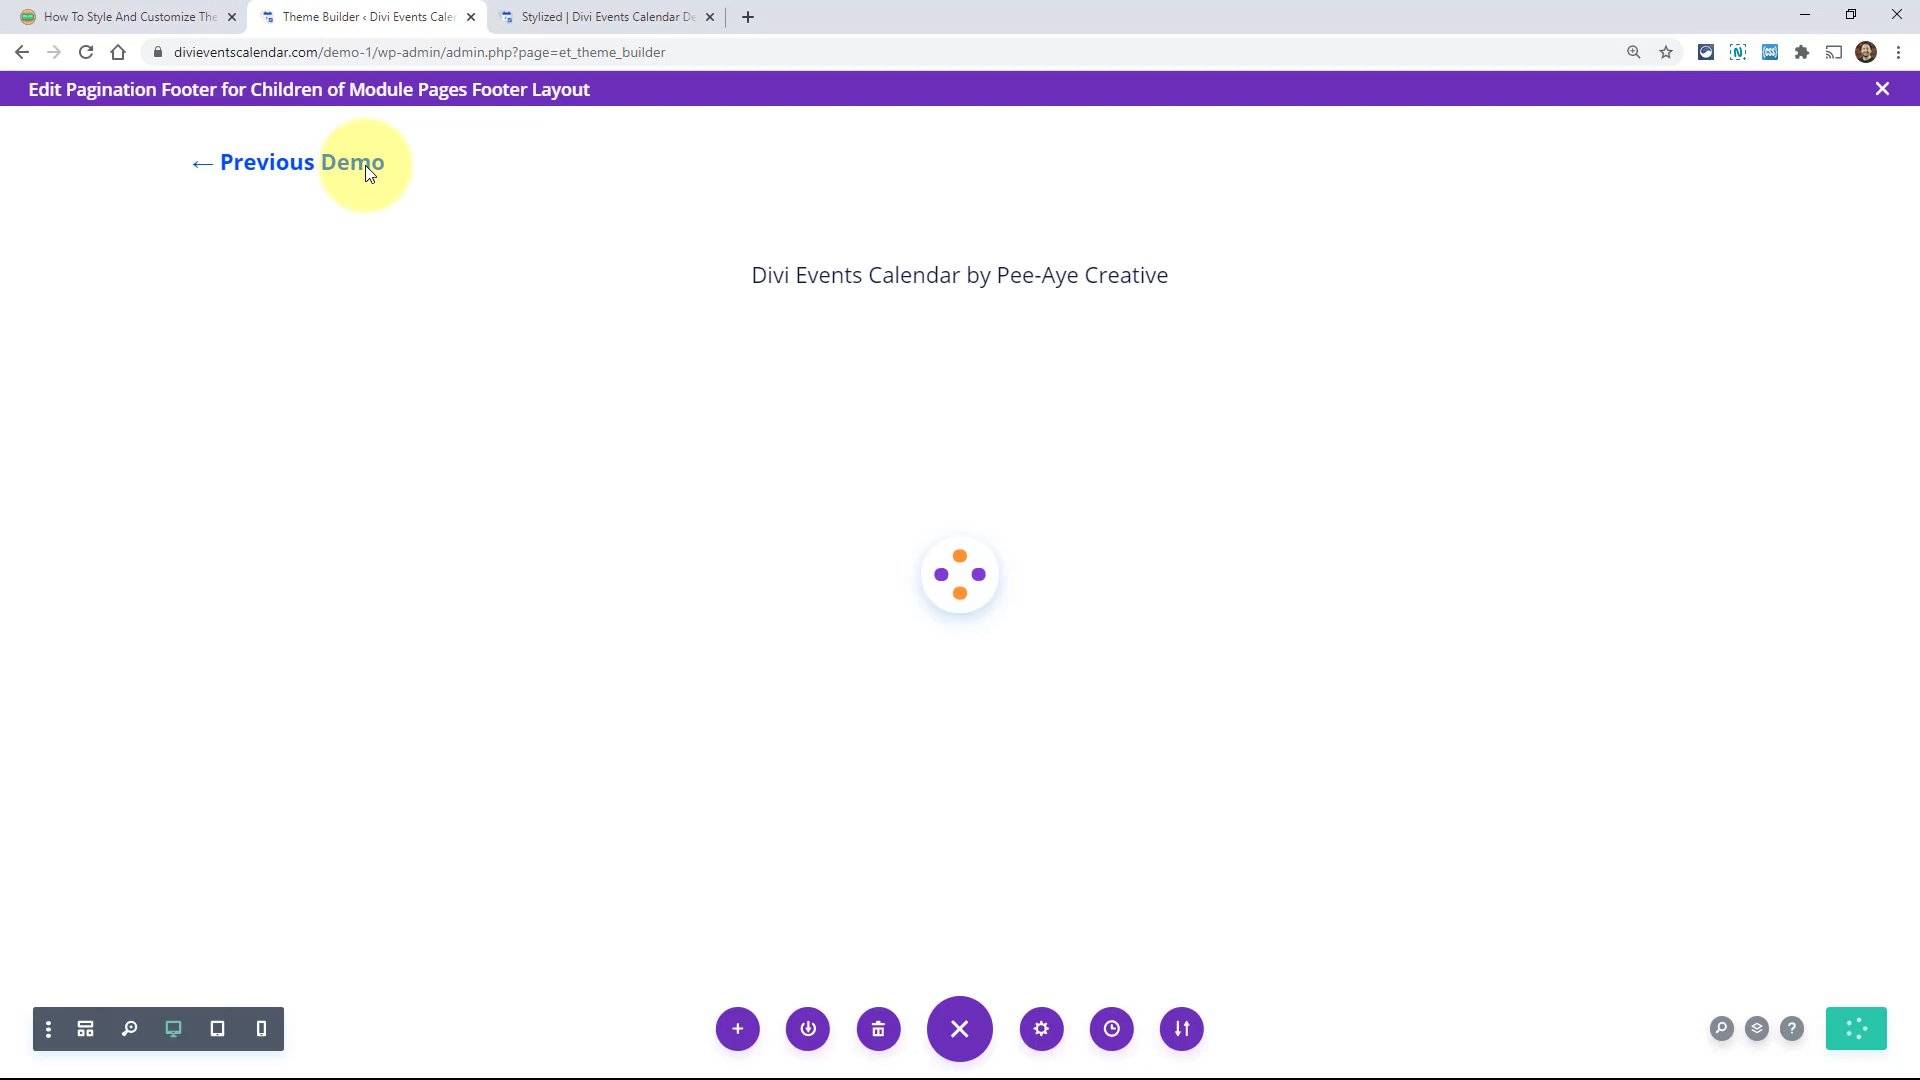 How To Style And Customize The
Theme Builder ‹ Divi Events Cale
Stylized | Divi Events Calendar De
divieventscalendar.com/demo-1/wp-admin/admin.php?page=et_theme_builder
Edit Pagination Footer for Children of Module Pages Footer Layout
← Previous Demo
Divi Events Calendar by Pee-Aye Creative